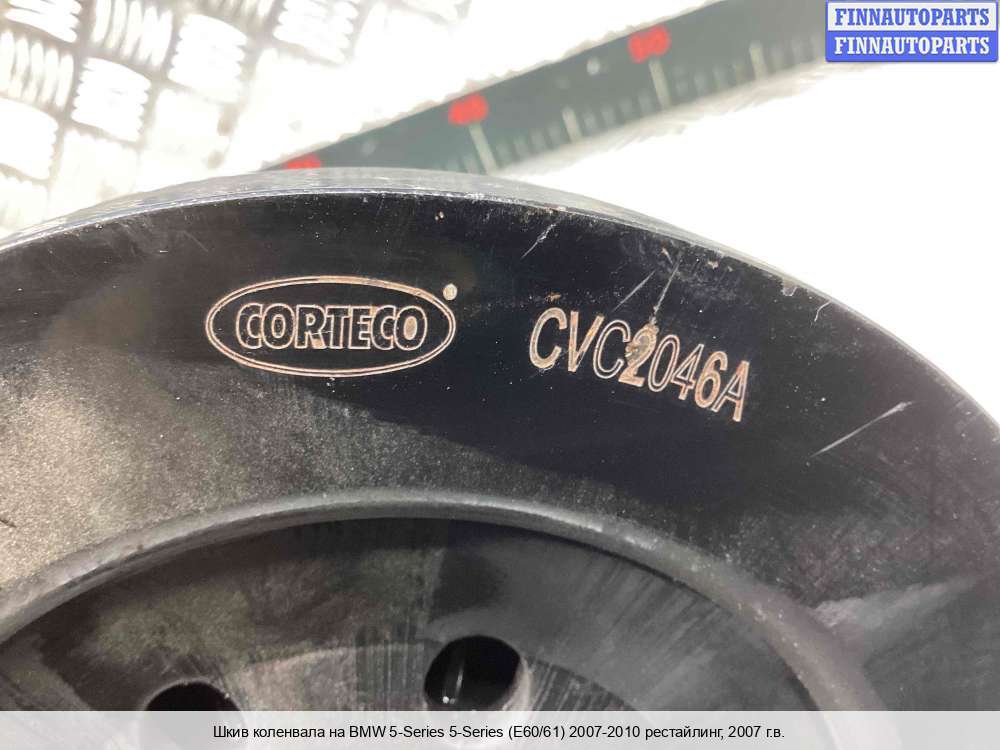 FINNAUTOPARTS
FINNAUTOPARTS
CORTECO
CVC2046A
Шкив коленвала на BMW 5-Series 5-Series (E60/61) 2007-2010 рестайлинг, 2007 г.в.